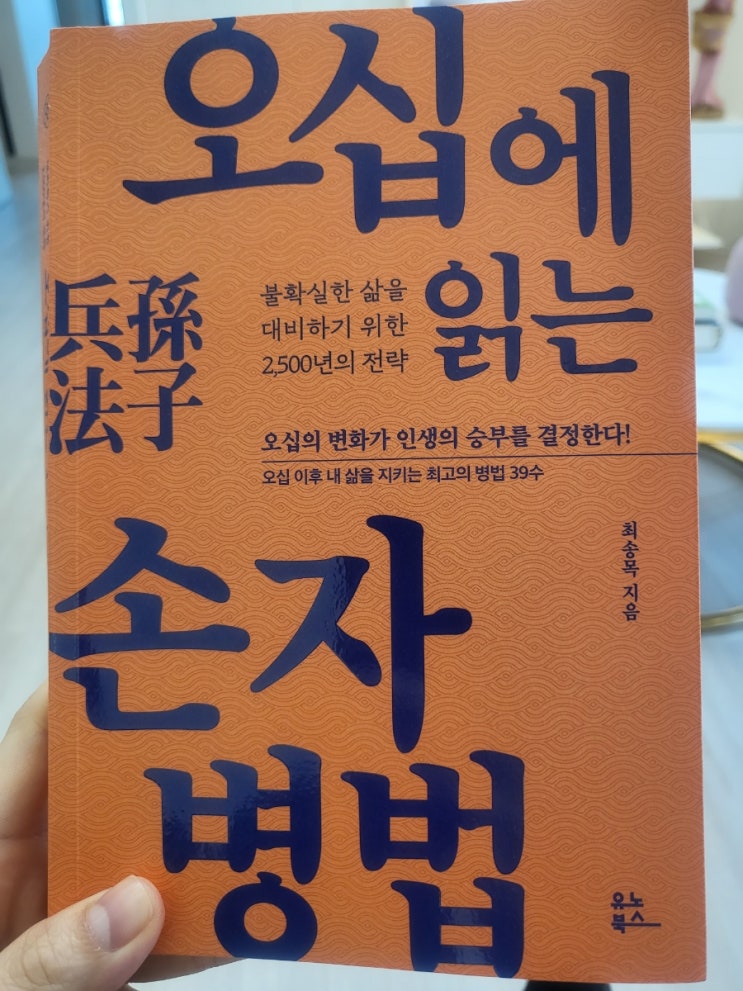 오십에
읽는
孫子
兵法
불확실한 삶을
대비하기 위한
2,500년의 전략
오십의 변화가 인생의 승부를 결정한다!
오십 이후 내 삶을 지키는 최고의 병법 39수
최송목 지음
손자
병법
유노
북스